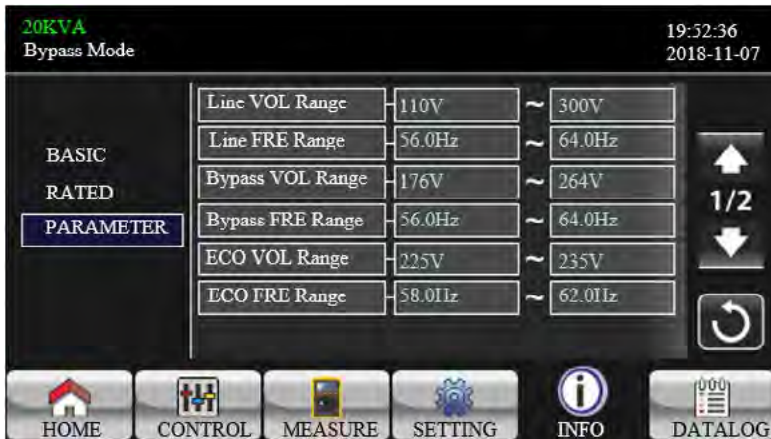 20KVA
Bypass Mode
19:52:36
2018-11-07
BASIC
RATED
PARAMETER
Line VOL Range 110V ~ 300V
Line FRE Range 56.0Hz ~ 64.0Hz
Bypass VOL Range 176V ~ 264V
Bypass FRE Range 56.0Hz ~ 64.0Hz
ECO VOL Range 225V ~ 235V
ECO FRE Range 58.0Hz ~ 62.0Hz
1/2
HOME CONTROL MEASURE SETTING INFO DATALOG